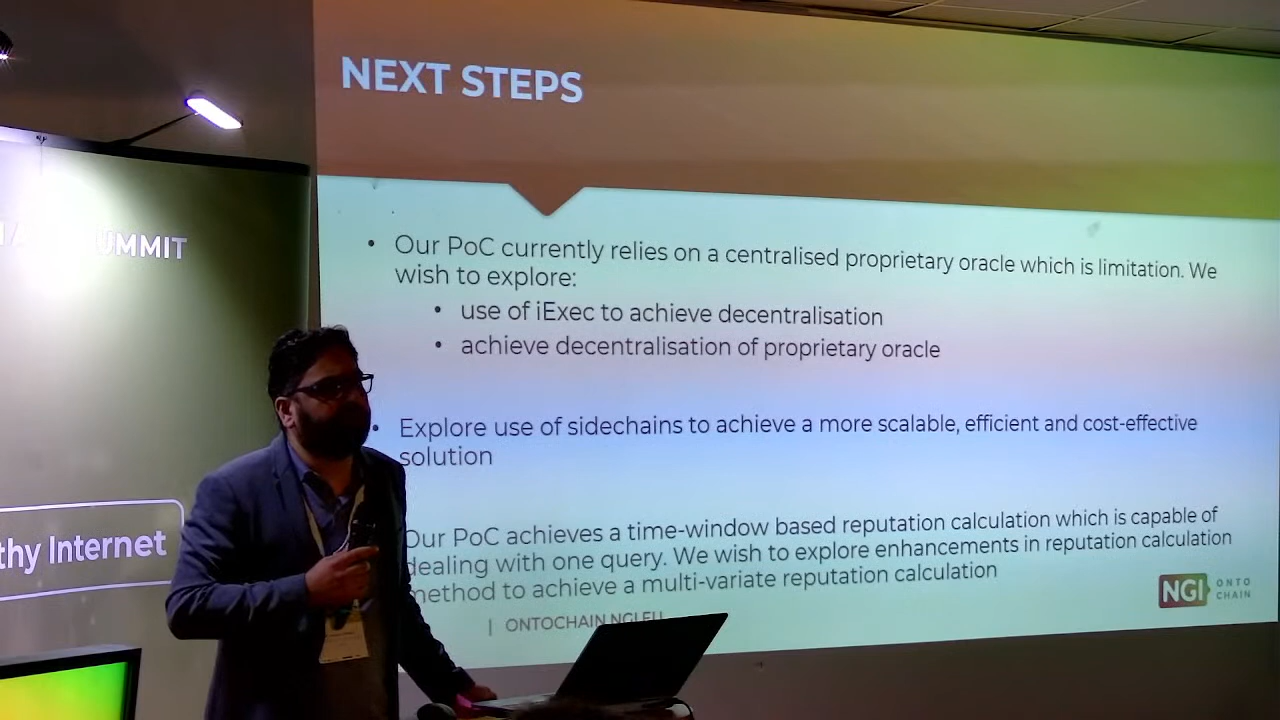 NEXT STEPS
UMMIT
• Our PoC currently relies on a centralised proprietary oracle which is limitation. We
wish to explore:
• use of iExec to achieve decentralisation
• achieve decentralisation of proprietary oracle
• Explore use of sidechains to achieve a more scalable, efficient and cost-effective
solution
thy Internet
Our PoC achieves a time-window based reputation calculation which is capable of
dealing with one query. We wish to explore enhancements in reputation calculation
method to achieve a multi-variate reputation calculation
NGI ONTO
CHAIN
| ONTOCHAIN.NGI.EU